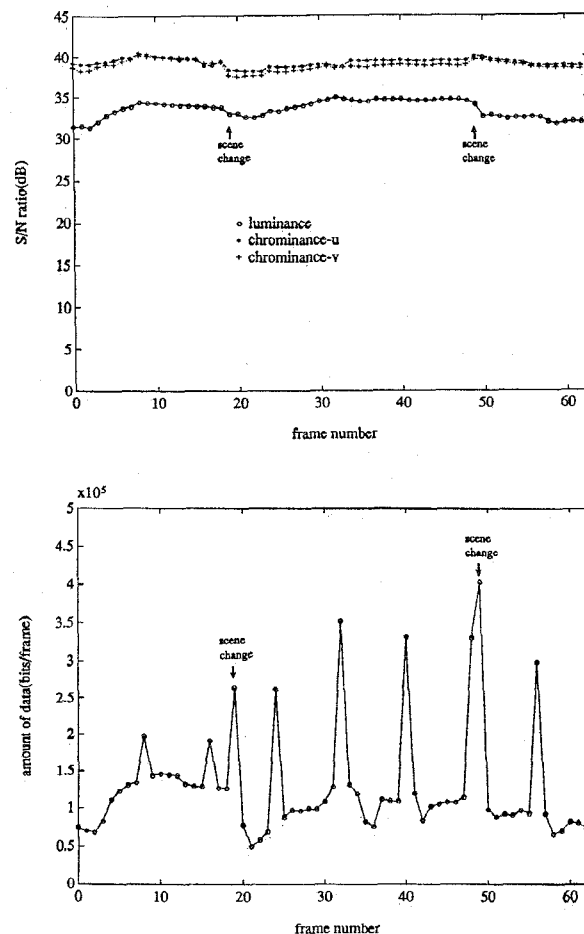 45
40
35
30
25
20
15
10
5
0
S/N ratio(dB)
scene
change
scene
change
luminance
chrominance-u
chrominance-v
0 10 20 30 40 50 60
frame number
x10^5
5
4.5
4
3.5
3
2.5
2
1.5
1
0.5
0
amount of data(bits/frame)
scene
change
scene
change
0 10 20 30 40 50 60
frame number